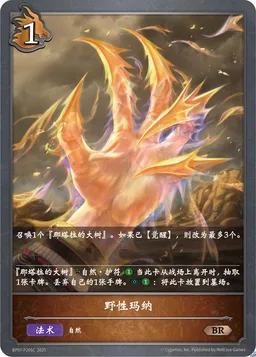 1
召唤1个『那塔拉的大树』。如果已【觉醒】，则改为最多3个。
『那塔拉的大树』自然·护符 1 当此卡从战场上离开时，抽取
1张卡牌。丢弃自己的1张手牌。 1 ：将此卡放置到墓场。
野性玛纳
法术 自然 BR